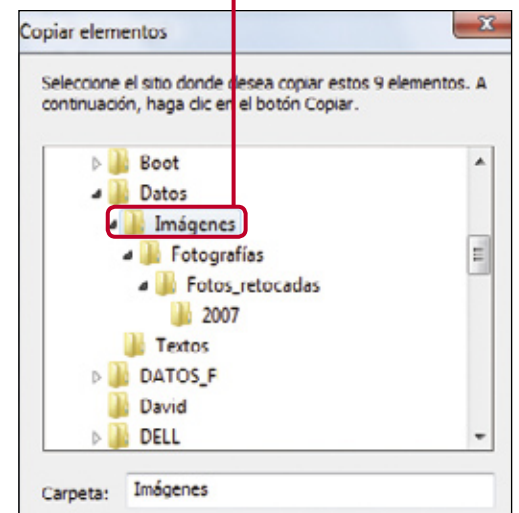 Copiar elementos
Seleccione el sitio donde desea copiar estos 9 elementos. A
continuación, haga clic en el botón Copiar.
Boot
Datos
Imágenes
Fotografías
Fotos_retocadas
2007
Textos
DATOS_F
David
DELL
Carpeta: Imágenes